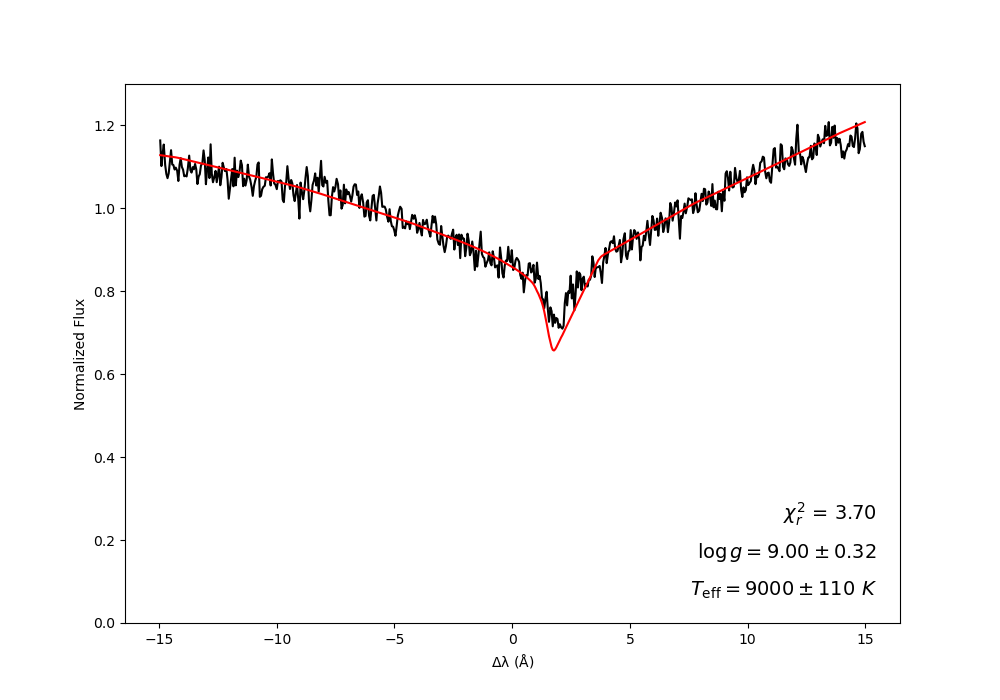 1.2
1.0
0.8
0.6
0.4
0.2
0.0
Normalized Flux
χ²ᵣ = 3.70
log g = 9.00 ± 0.32
T_eff = 9000 ± 110 K
−15 −10 −5 0 5 10 15
Δλ (Å)